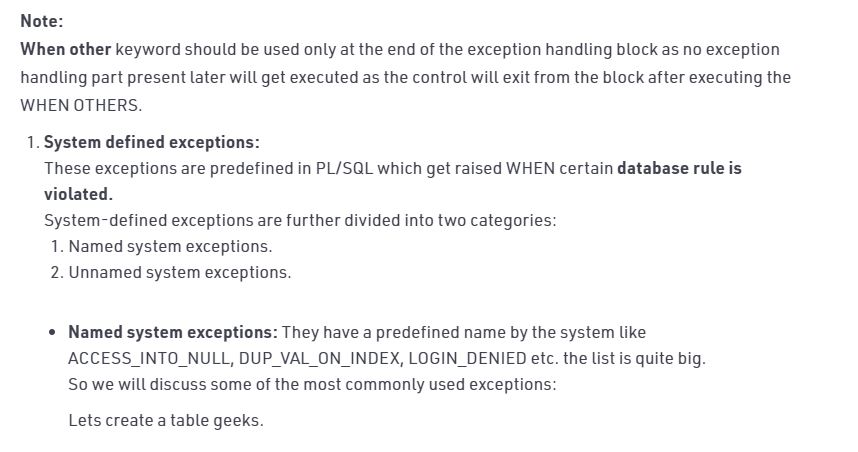 Note:
When other keyword should be used only at the end of the exception handling block as no exception
handling part present later will get executed as the control will exit from the block after executing the
WHEN OTHERS.
1. System defined exceptions:
These exceptions are predefined in PL/SQL which get raised WHEN certain database rule is
violated.
System-defined exceptions are further divided into two categories:
1. Named system exceptions.
2. Unnamed system exceptions.
• Named system exceptions: They have a predefined name by the system like
ACCESS_INTO_NULL, DUP_VAL_ON_INDEX, LOGIN_DENIED etc. the list is quite big.
So we will discuss some of the most commonly used exceptions:
Lets create a table geeks.